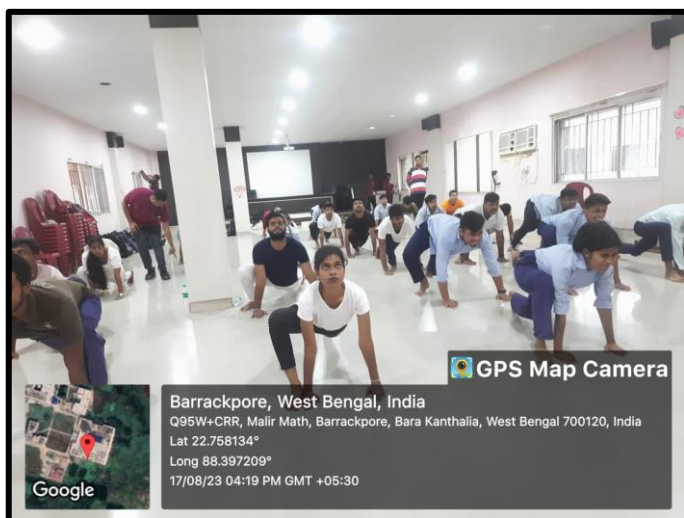 GPS Map Camera
Barrackpore, West Bengal, India
Q95W+CRR, Malir Math, Barrackpore, Bara Kanthalia, West Bengal 700120, India
Lat 22.758134°
Long 88.397209°
17/08/23 04:19 PM GMT +05:30
Google